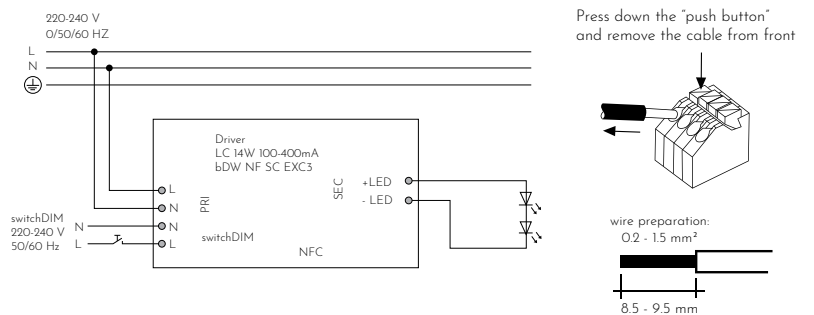 220-240 V
0/50/60 HZ
L
N
Driver
LC 14W 100-400mA
bDW NF SC EXC3
PRI
SEC
+LED
- LED
L
N
N
L
switchDIM
NFC
switchDIM
220-240 V
50/60 Hz
N
L
Press down the "push button"
and remove the cable from front
wire preparation:
0.2 - 1.5 mm²
8.5 - 9.5 mm